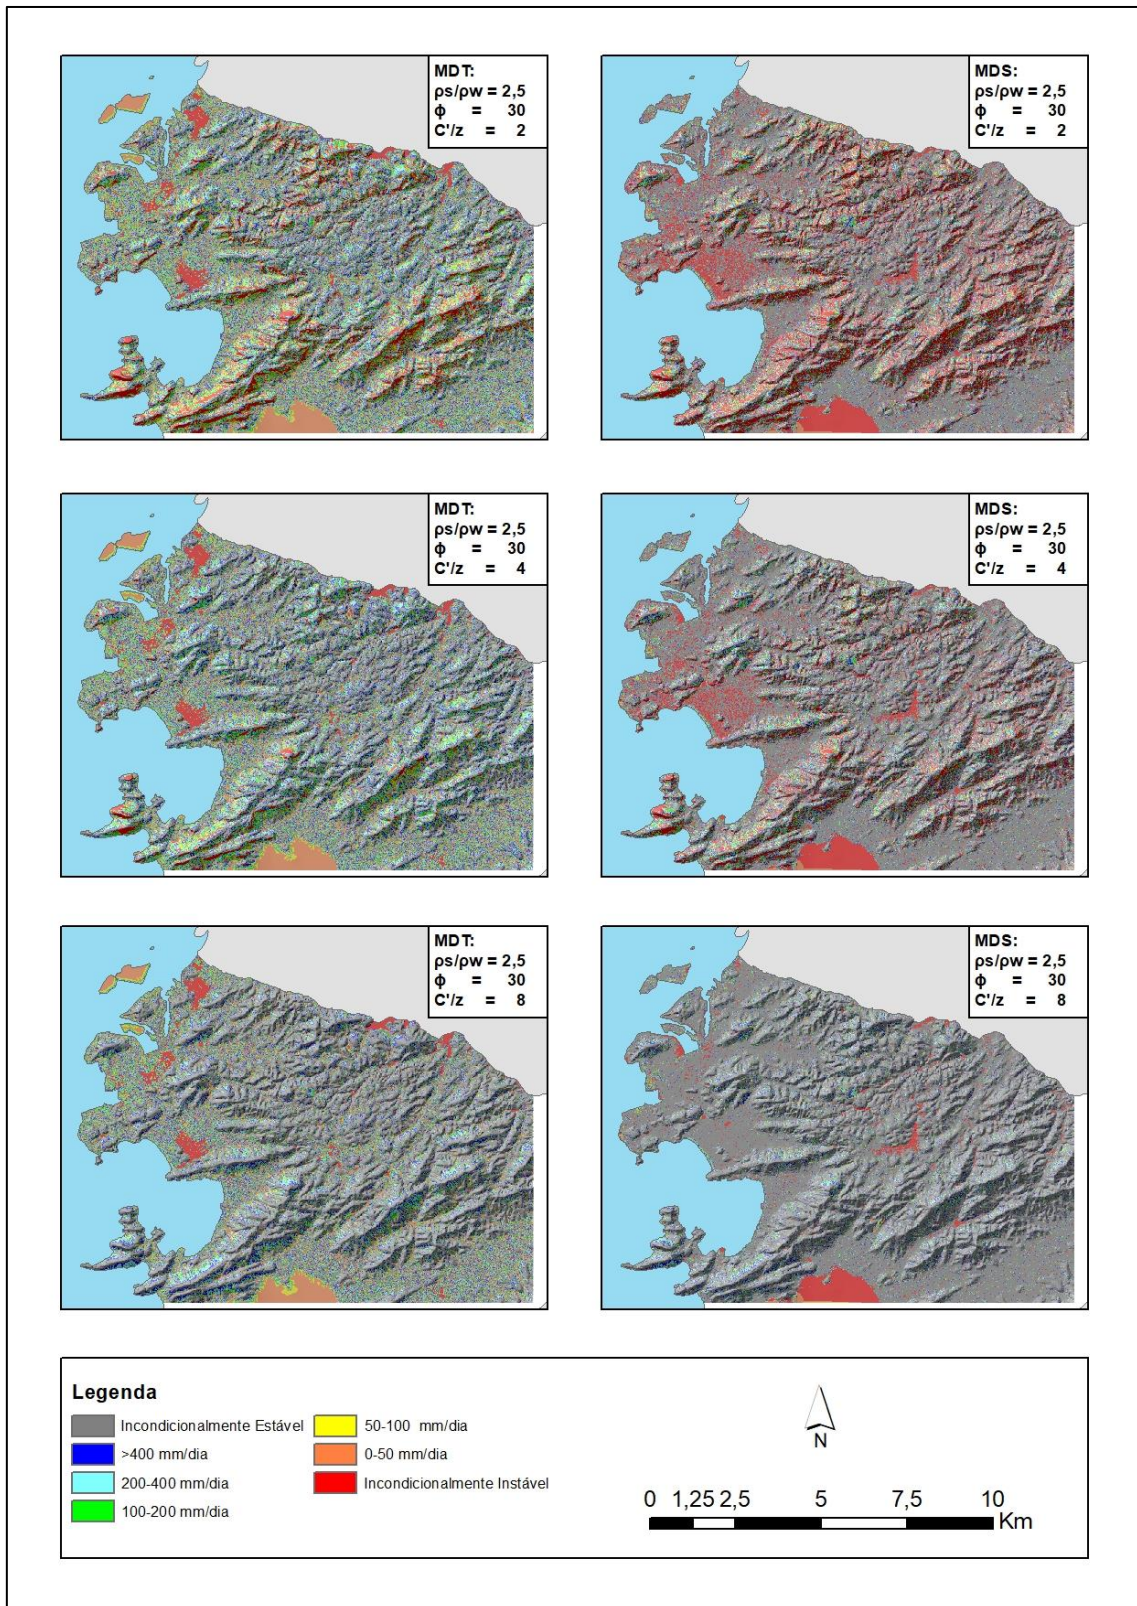 MDT:
ρs/ρw = 2,5
ϕ = 30
C'/z = 2
MDS:
ρs/ρw = 2,5
ϕ = 30
C'/z = 2
MDT:
ρs/ρw = 2,5
ϕ = 30
C'/z = 4
MDS:
ρs/ρw = 2,5
ϕ = 30
C'/z = 4
MDT:
ρs/ρw = 2,5
ϕ = 30
C'/z = 8
MDS:
ρs/ρw = 2,5
ϕ = 30
C'/z = 8
Legenda
Incondicionalmente Estável
>400 mm/dia
200-400 mm/dia
100-200 mm/dia
50-100 mm/dia
0-50 mm/dia
Incondicionalmente Instável
N
0 1,25 2,5 5 7,5 10
Km